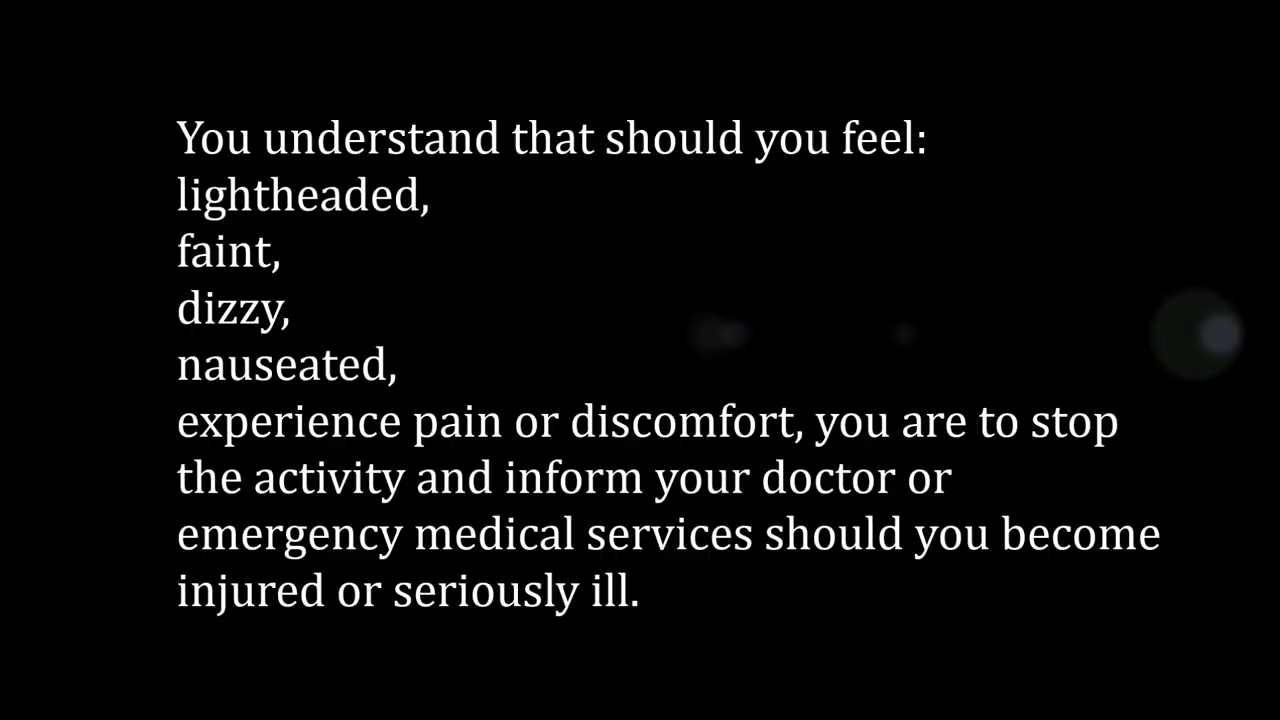 You understand that should you feel:
lightheaded,
faint,
dizzy,
nauseated,
experience pain or discomfort, you are to stop
the activity and inform your doctor or
emergency medical services should you become
injured or seriously ill.